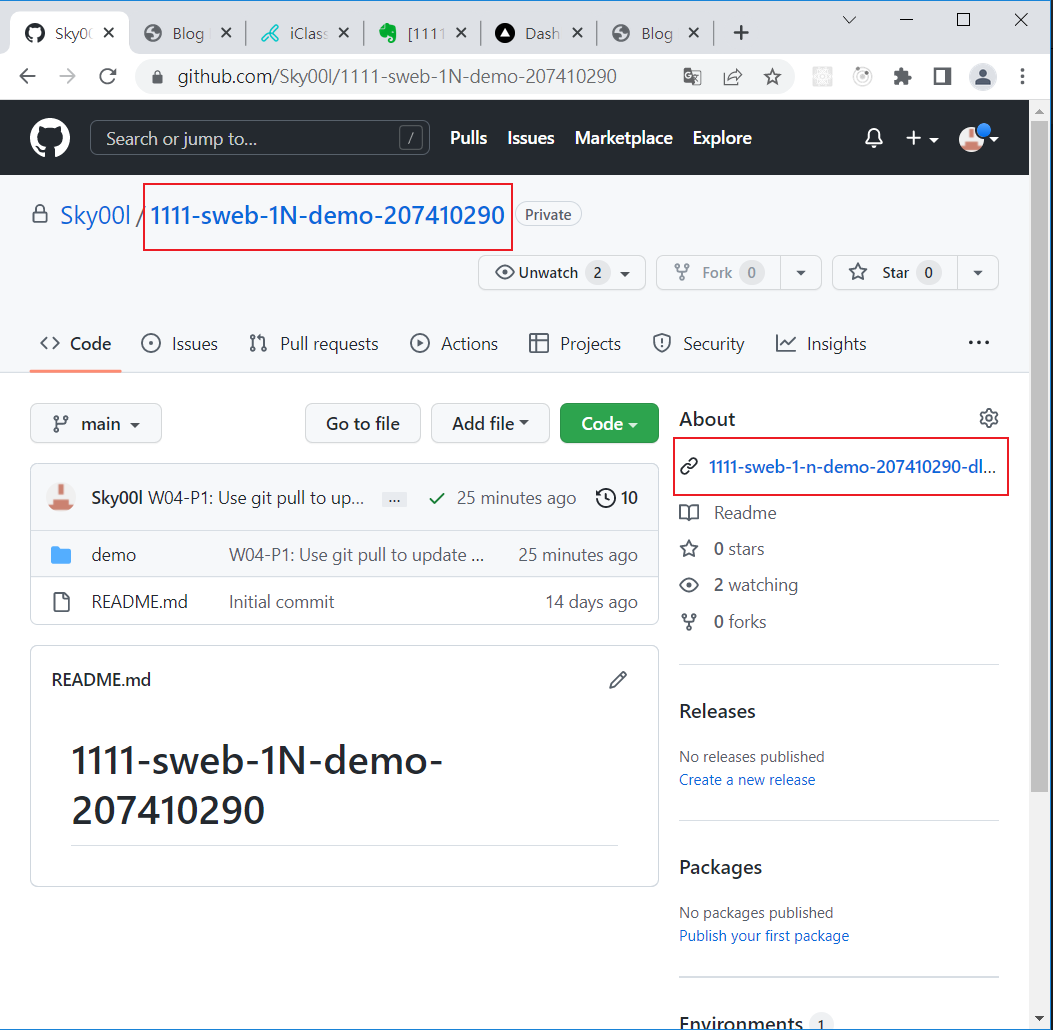 Sky00 Blog iClass [1111 Dash Blog
github.com/Sky00l/1111-sweb-1N-demo-207410290
Search or jump to... / Pulls Issues Marketplace Explore
Sky00l / 1111-sweb-1N-demo-207410290 Private
Unwatch 2 Fork 0 Star 0
Code Issues Pull requests Actions Projects Security Insights ...
main Go to file Add file Code
Sky00l W04-P1: Use git pull to up... ... 25 minutes ago 10
demo W04-P1: Use git pull to update ... 25 minutes ago
README.md Initial commit 14 days ago
README.md
1111-sweb-1N-demo-
207410290
About
1111-sweb-1-n-demo-207410290-dl...
Readme
0 stars
2 watching
0 forks
Releases
No releases published
Create a new release
Packages
No packages published
Publish your first package
Environments 1